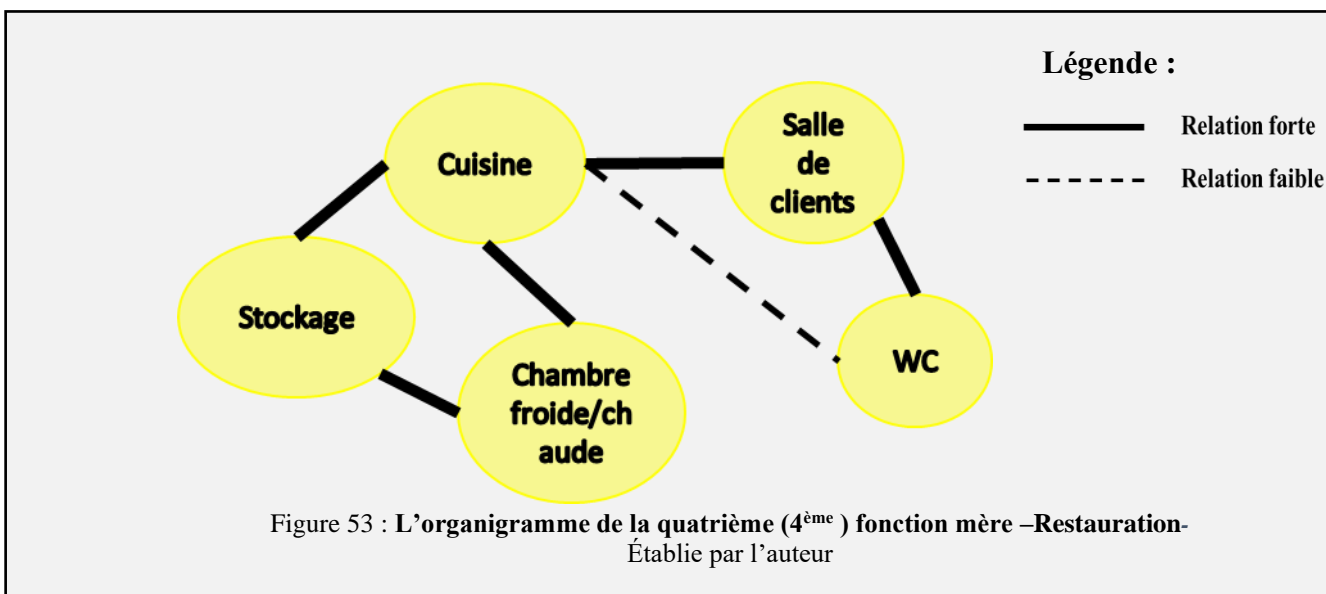 Légende :
Relation forte
Relation faible
Cuisine
Salle
de
clients
Stockage
Chambre
froide/ch
aude
WC
Figure 53 : L’organigramme de la quatrième (4ème ) fonction mère –Restauration-
Établie par l’auteur